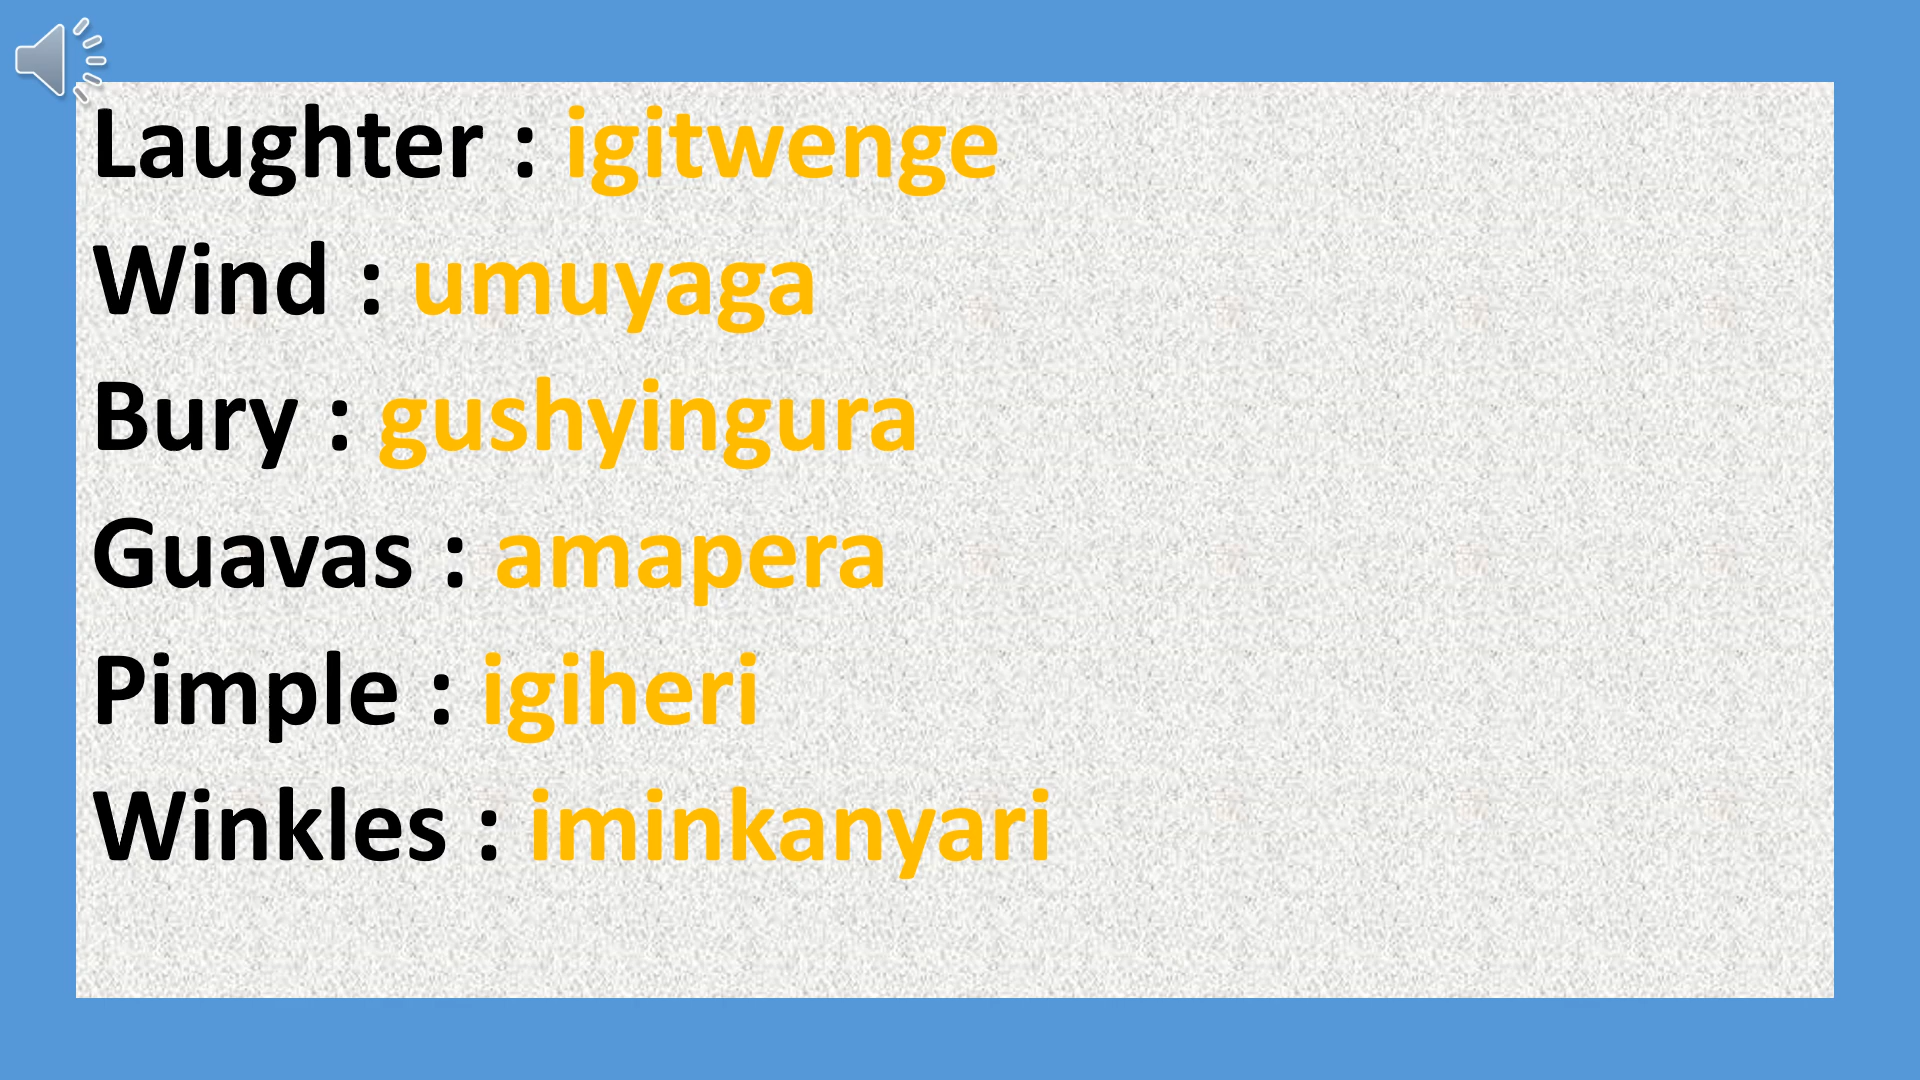 Laughter : igitwenge
Wind : umuyaga
Bury : gushyingura
Guavas : amapera
Pimple : igiheri
Winkles : iminkanyari